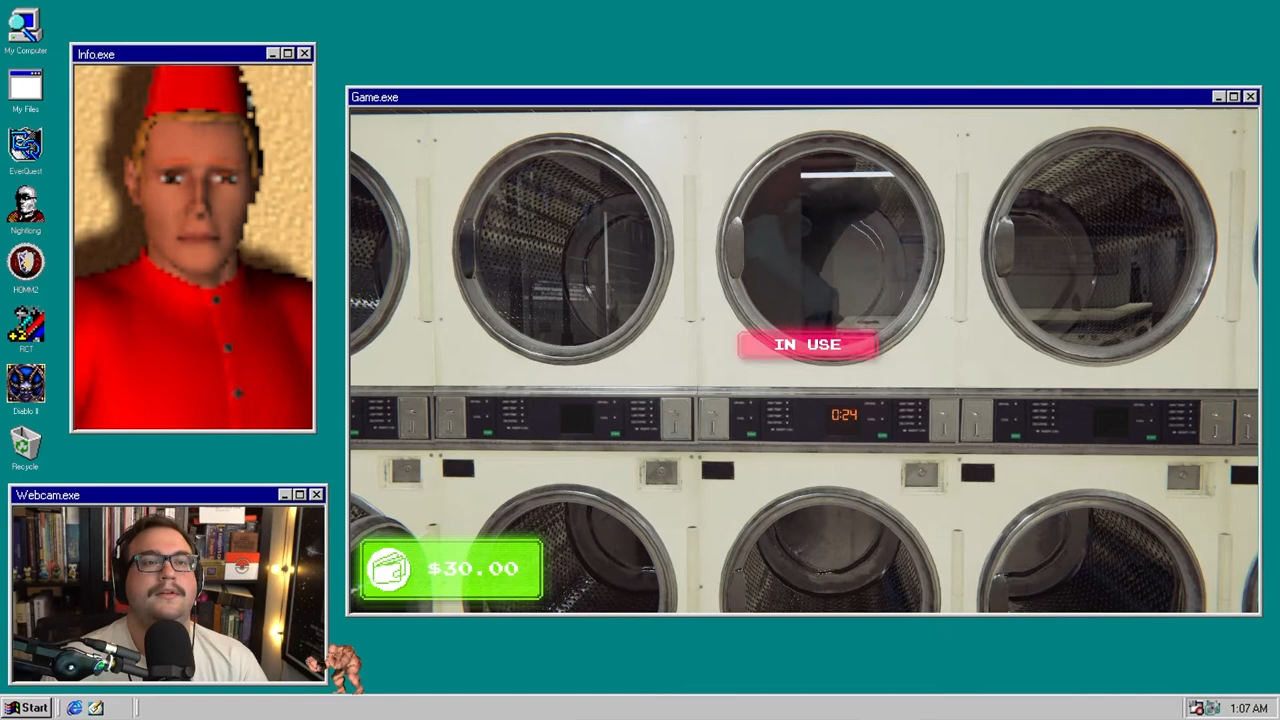 My Computer
My Files
EverQuest
Nightlong
HOMM2
RCT
Diablo II
Recycle
Info.exe
Game.exe
IN USE
0:24
$30.00
Webcam.exe
Start
1:07 AM